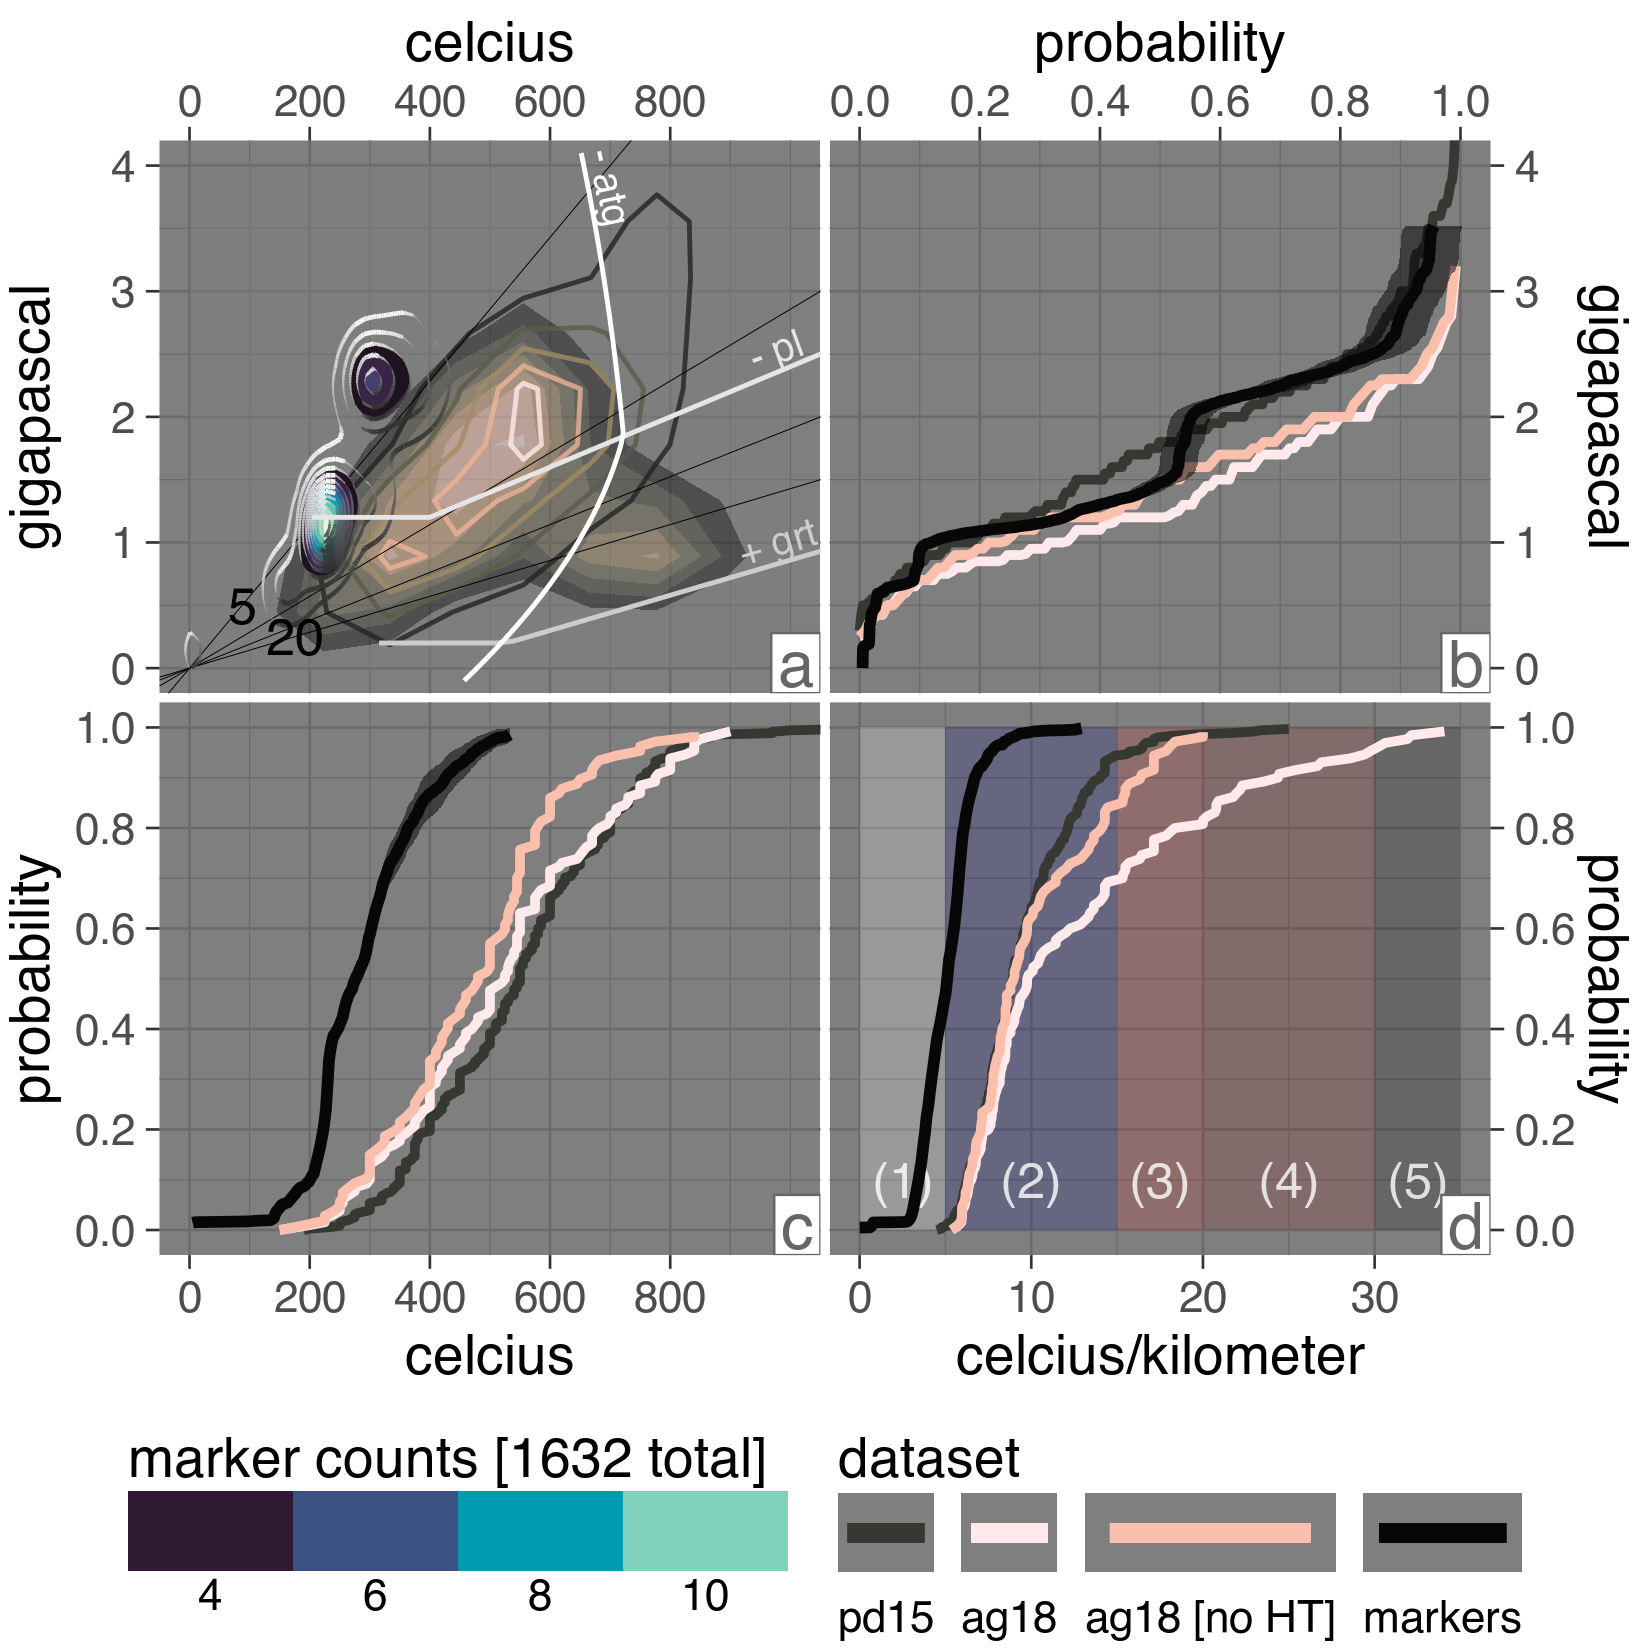 celcius
probability
0 200 400 600 800
0.0 0.2 0.4 0.6 0.8 1.0
gigapascal
4
3
2
1
0
- atg
- pl
+ grt
5
20
a
b
4
3
2
1
0
gigapascal
probability
1.0
0.8
0.6
0.4
0.2
0.0
c
(1) (2) (3) (4) (5)
d
1.0
0.8
0.6
0.4
0.2
0.0
probability
0 200 400 600 800
0 10 20 30
celcius
celcius/kilometer
marker counts [1632 total]
4 6 8 10
dataset
pd15 ag18 ag18 [no HT] markers